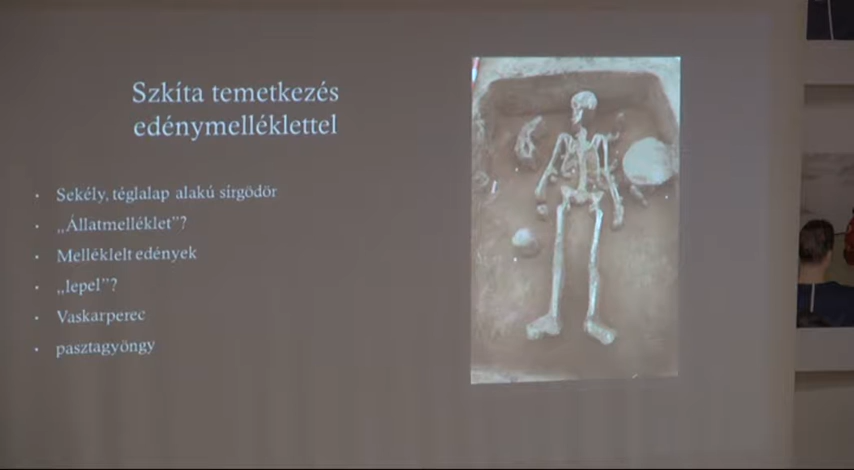 Szkíta temetkezés
edénymelléklettel
• Sekély, téglalap alakú sírgödör
• „Állatmelléklet”?
• Melléklelt edények
• „lepel”?
• Vaskarperec
• pasztagyöngy